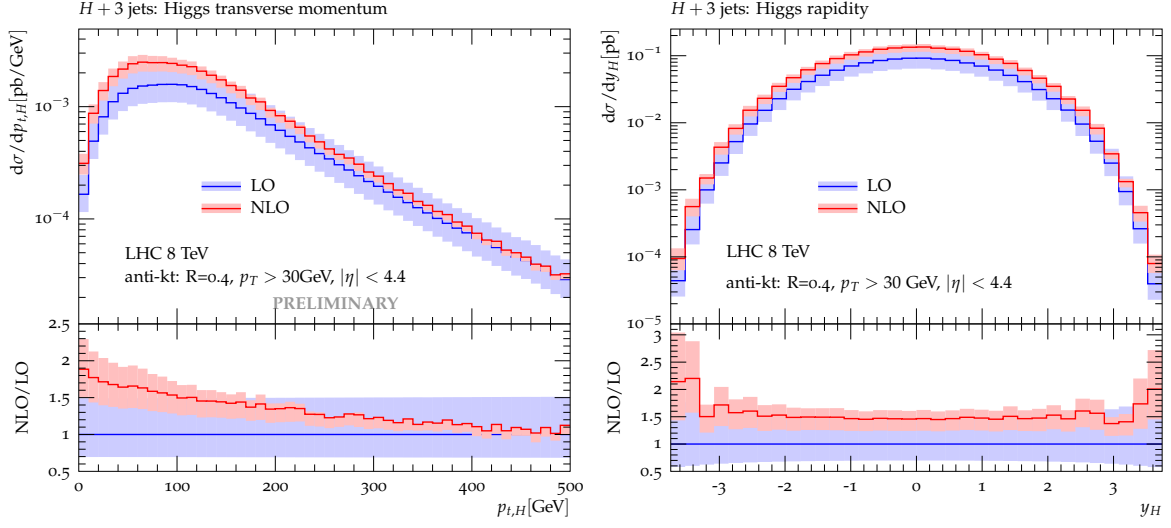 H + 3 jets: Higgs transverse momentum
dσ/dp_{t,H}[pb/GeV]
10^{-3}
10^{-4}
LO
NLO
LHC 8 TeV
anti-kt: R=0.4, p_T > 30GeV, |η| < 4.4
PRELIMINARY
NLO/LO
2.5
2
1.5
1
0.5
0 100 200 300 400 500
p_{t,H}[GeV]
H + 3 jets: Higgs rapidity
dσ/dy_H[pb]
10^{-1}
10^{-2}
10^{-3}
10^{-4}
10^{-5}
LO
NLO
LHC 8 TeV
anti-kt: R=0.4, p_T > 30 GeV, |η| < 4.4
NLO/LO
3
2.5
2
1.5
1
0.5
-3 -2 -1 0 1 2 3
y_H